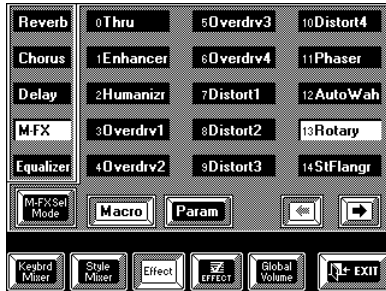 Reverb 0Thru 5Overdrv3 10Distort4
Chorus 1Enhancer 6Overdrv4 11Phaser
Delay 2Humanizr 7Distort1 12AutoWah
M-FX 3Overdrv1 8Distort2 13Rotary
Equalizer 4Overdrv2 9Distort3 14StFlangr
M-FXSel
Mode
Macro Param
Keybrd
Mixer
Style
Mixer
Effect
EFFECT
Global
Volume
EXIT